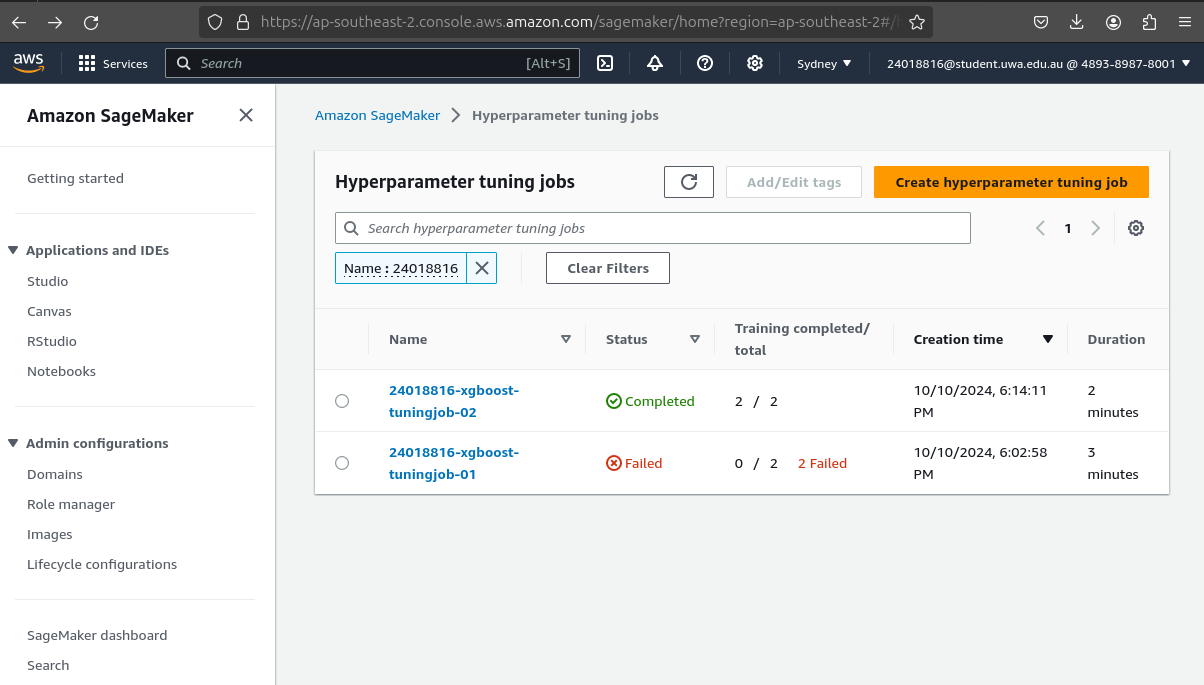 https://ap-southeast-2.console.aws.amazon.com/sagemaker/home?region=ap-southeast-2#/
aws Services Search [Alt+S] Sydney 24018816@student.uwa.edu.au @ 4893-8987-8001
Amazon SageMaker
Getting started
Applications and IDEs
Studio
Canvas
RStudio
Notebooks
Admin configurations
Domains
Role manager
Images
Lifecycle configurations
SageMaker dashboard
Search
Amazon SageMaker Hyperparameter tuning jobs
Hyperparameter tuning jobs Add/Edit tags Create hyperparameter tuning job
Search hyperparameter tuning jobs 1
Name : 24018816 Clear Filters
Name Status Training completed/
total Creation time Duration
24018816-xgboost-
tuningjob-02 Completed 2 / 2 10/10/2024, 6:14:11
PM 2
minutes
24018816-xgboost-
tuningjob-01 Failed 0 / 2 2 Failed 10/10/2024, 6:02:58
PM 3
minutes